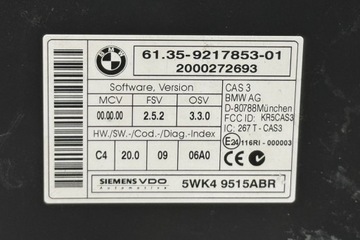 BMW
61.35-9217853-01
2000272693
Software, Version
MCV FSV OSV
00.00.00 2.5.2 3.3.0
HW./SW.-/Cod.-/Diag.-Index
C4 20.0 09 06A0
CAS 3
BMW AG
D-80788München
FCC ID: KR5CAS3
IC: 267 T - CAS3
E24 116RI - 000003
SIEMENS VDO
Automotive
5WK4 9515ABR